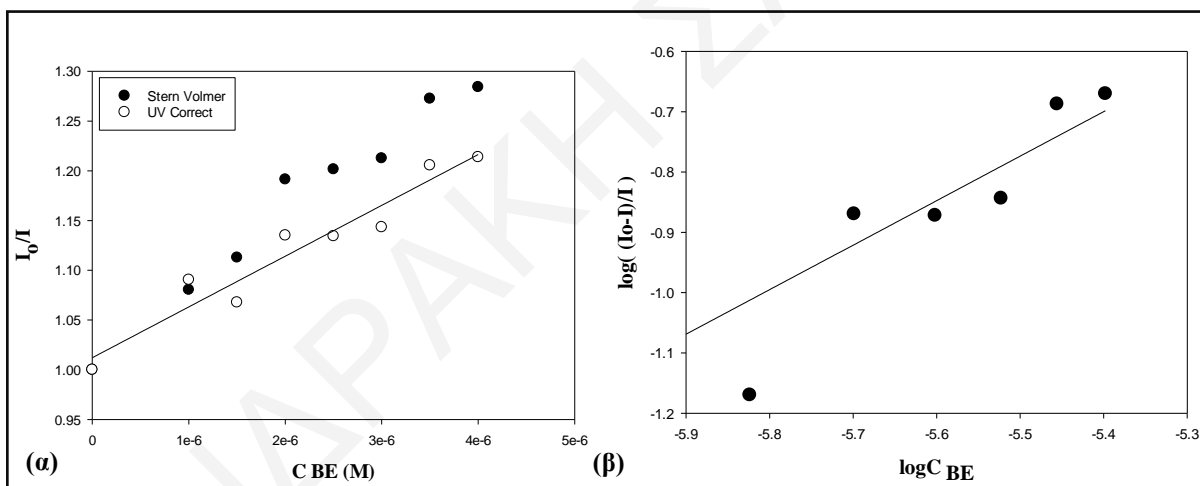 ΙΔΡΑΚΗ Σ
1.30
1.25
1.20
1.15
1.10
1.05
1.00
0.95
I₀/I
Stern Volmer
UV Correct
0 1e-6 2e-6 3e-6 4e-6 5e-6
C BE (M)
(α)
-0.6
-0.7
-0.8
-0.9
-1.0
-1.1
-1.2
log( (Io-I)/I )
-5.9 -5.8 -5.7 -5.6 -5.5 -5.4 -5.3
logC BE
(β)